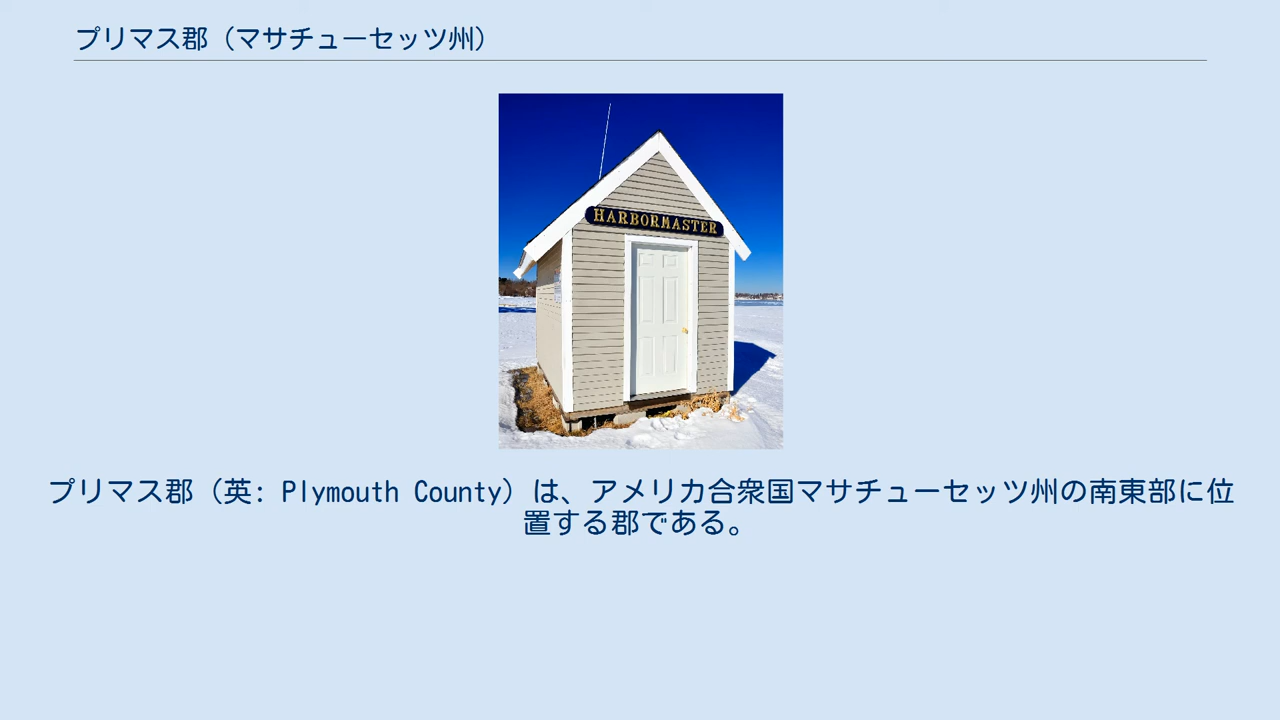 プリマス郡（マサチューセッツ州）
HARBORMASTER
プリマス郡（英: Plymouth County）は、アメリカ合衆国マサチューセッツ州の南東部に位
置する郡である。